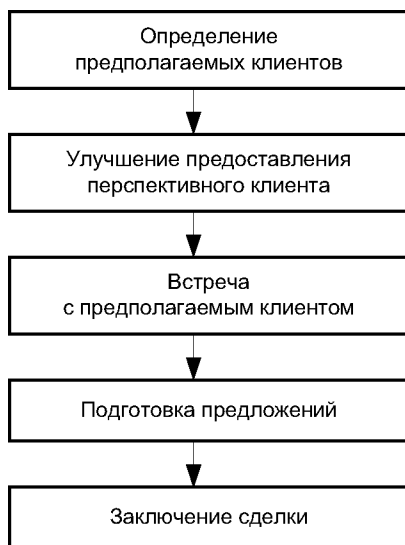 Определение
предполагаемых клиентов
Улучшение предоставления
перспективного клиента
Встреча
с предполагаемым клиентом
Подготовка предложений
Заключение сделки